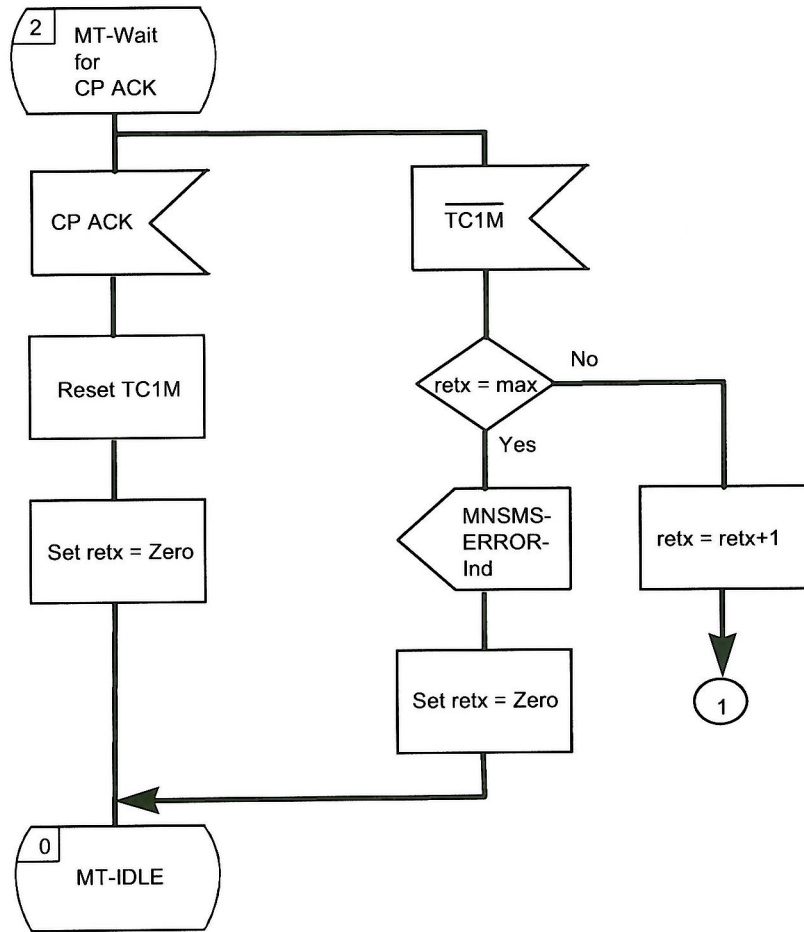 2
MT-Wait
for
CP ACK
CP ACK
TC1M
Reset TC1M
retx = max
No
Yes
Set retx = Zero
MNSMS-
ERROR-
Ind
retx = retx+1
Set retx = Zero
1
0
MT-IDLE